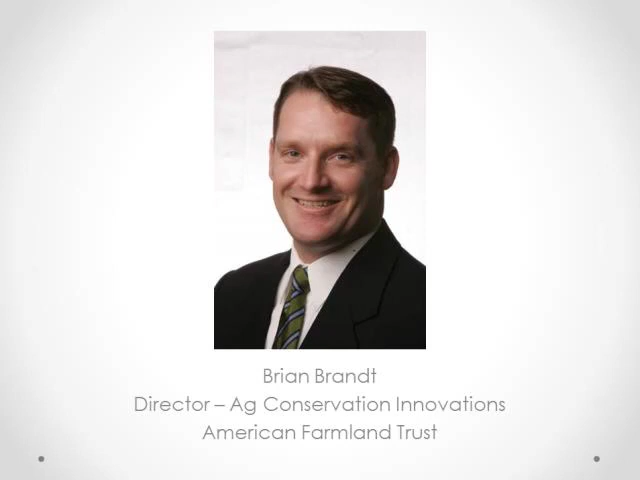 Brian Brandt
Director – Ag Conservation Innovations
American Farmland Trust